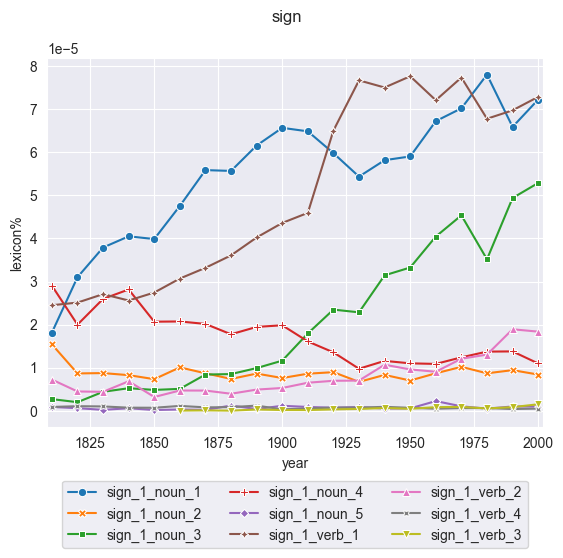 sign
1e−5
8
7
6
5
4
3
2
1
0
lexicon%
1825 1850 1875 1900 1925 1950 1975 2000
year
sign_1_noun_1 sign_1_noun_4 sign_1_verb_2
sign_1_noun_2 sign_1_noun_5 sign_1_verb_4
sign_1_noun_3 sign_1_verb_1 sign_1_verb_3